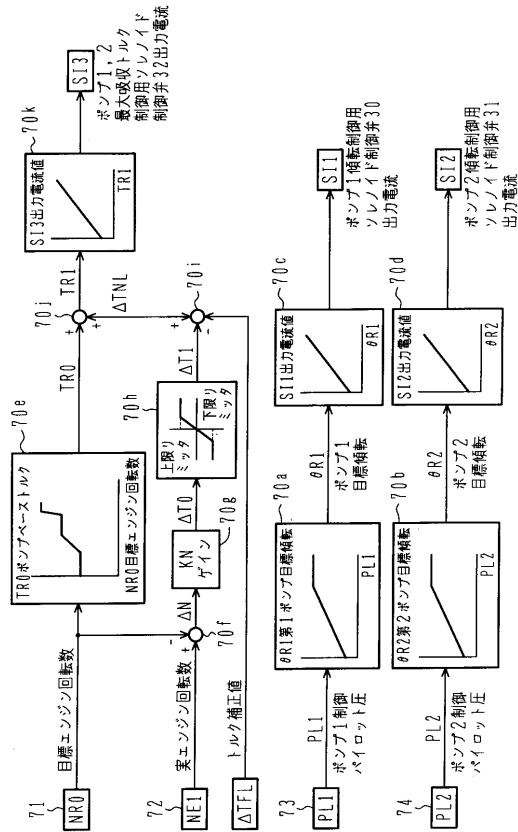 71
NR0
目標エンジン回転数
70e
TR0ポンプベーストルク
NR0目標エンジン回転数
TR0
+
70j
+
TR1
70k
SI3出力電流値
TR1
SI3
ポンプ1,2
最大吸収トルク
制御用ソレノイド
制御弁32出力電流
72
NE1
実エンジン回転数
-
+
70f
ΔN
KN
ゲイン
70g
ΔT0
上限リ
ミッタ
下限リ
ミッタ
70h
ΔT1
-
+
70i
ΔTNL
ΔTFL
トルク補正値
73
PL1
PL1
ポンプ1制御
パイロット圧
70a
θR1第1ポンプ目標傾転
PL1
θR1
ポンプ1
目標傾転
70c
SI1出力電流値
θR1
SI1
ポンプ1傾転制御用
ソレノイド制御弁30
出力電流
74
PL2
PL2
ポンプ2制御
パイロット圧
70b
θR2第2ポンプ目標傾転
PL2
θR2
ポンプ2
目標傾転
70d
SI2出力電流値
θR2
SI2
ポンプ2傾転制御用
ソレノイド制御弁31
出力電流